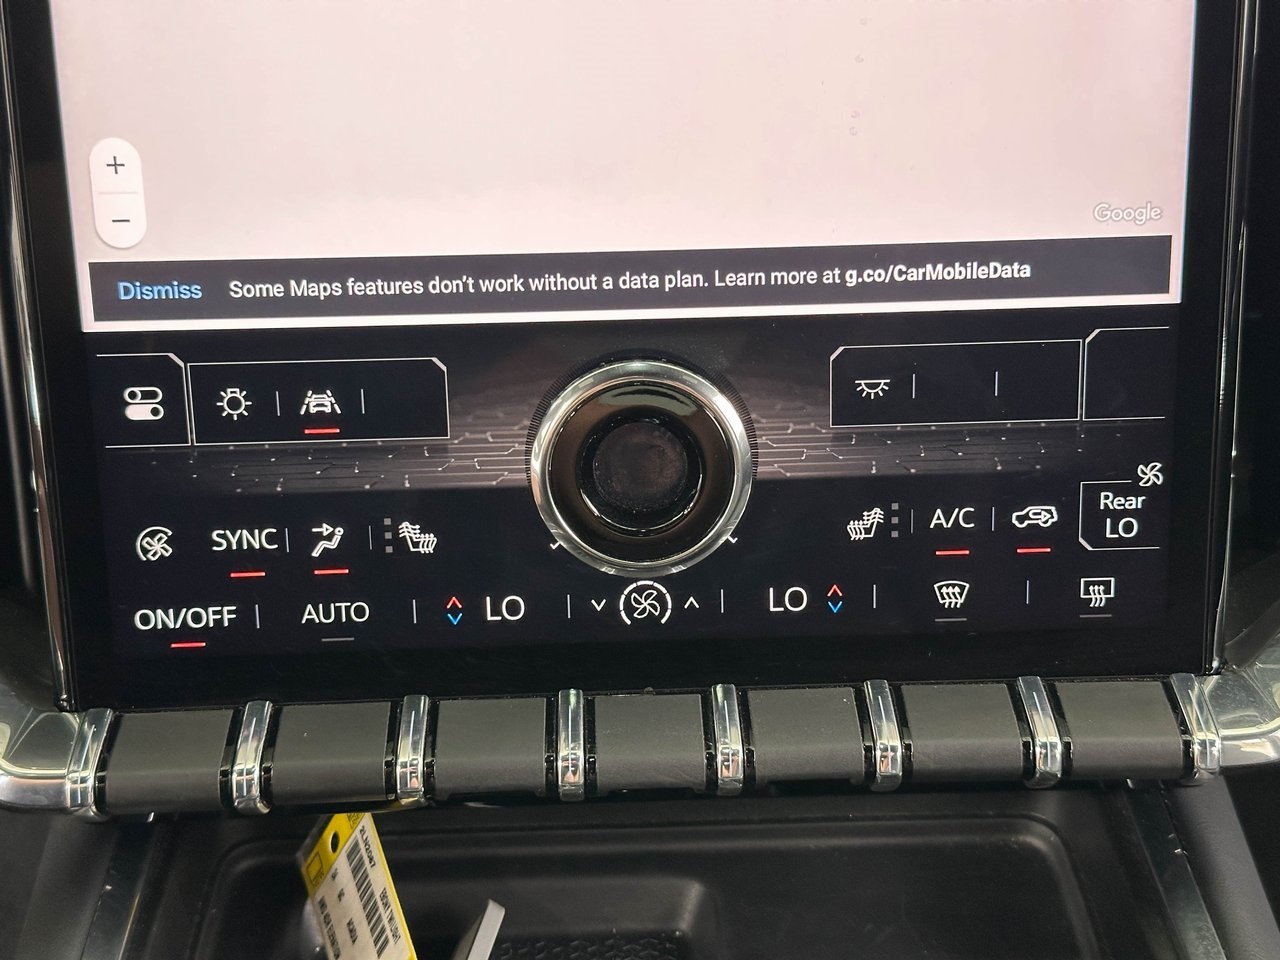 +
−
Google
Dismiss Some Maps features don't work without a data plan. Learn more at g.co/CarMobileData
SYNC A/C Rear
LO
ON/OFF AUTO LO LO